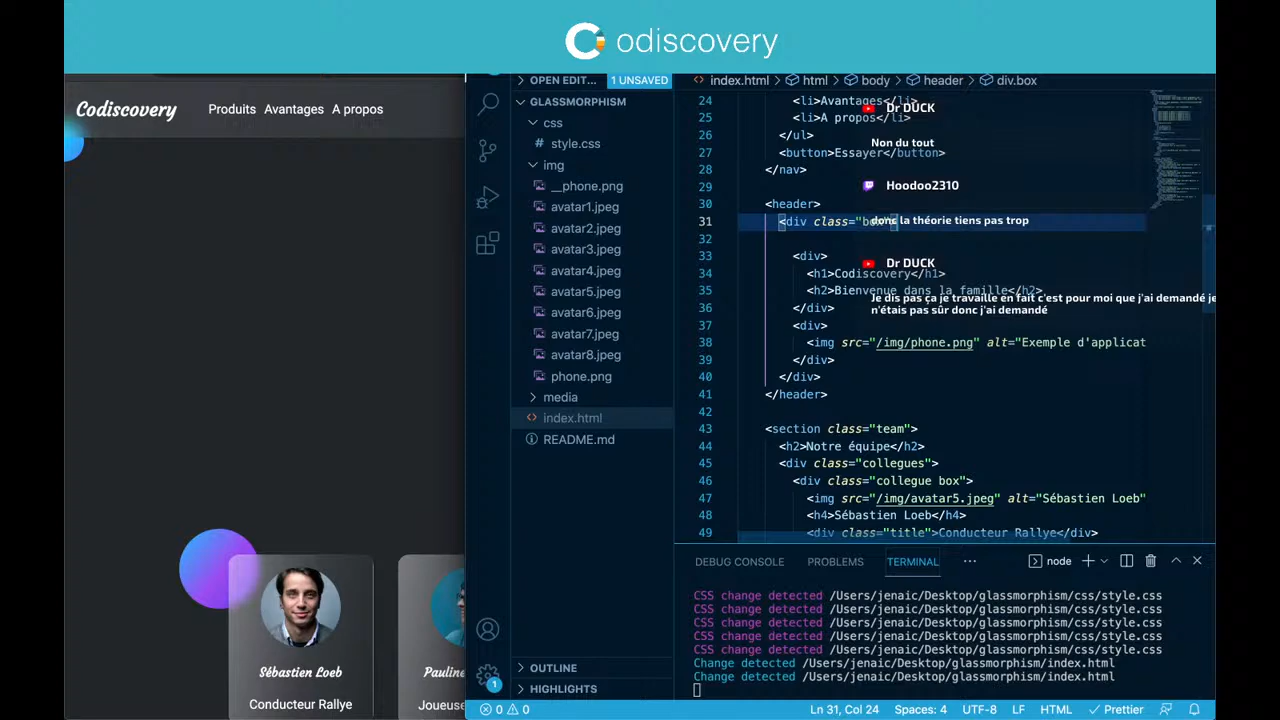 Codiscovery
Codiscovery
Produits Avantages A propos
Sébastien Loeb
Conducteur Rallye
Pauline
Joueuse
OPEN EDIT... 1 UNSAVED
GLASSMORPHISM
css
# style.css
img
__phone.png
avatar1.jpeg
avatar2.jpeg
avatar3.jpeg
avatar4.jpeg
avatar5.jpeg
avatar6.jpeg
avatar7.jpeg
avatar8.jpeg
phone.png
media
<> index.html
README.md
OUTLINE
HIGHLIGHTS
1
<> index.html > html > body > header > div.box
24 <li>Avantages</li>
25 <li>A propos</li>
26 </ul>
27 <button>Essayer</button>
28 </nav>
29
30 <header>
31 <div class="box">
32
33 <div>
34 <h1>Codiscovery</h1>
35 <h2>Bienvenue dans la famille</h2>
36 </div>
37 <div>
38 <img src="/img/phone.png" alt="Exemple d'applicat
39 </div>
40 </div>
41 </header>
42
43 <section class="team">
44 <h2>Notre équipe</h2>
45 <div class="collegues">
46 <div class="collegue box">
47 <img src="/img/avatar5.jpeg" alt="Sébastien Loeb"
48 <h4>Sébastien Loeb</h4>
49 <div class="title">Conducteur Rallye</div>
Dr DUCK
Non du tout
Hoodoo2310
donc la théorie tiens pas trop
Dr DUCK
Je dis pas ça je travaille en fait c'est pour moi que j'ai demandé je
n'étais pas sûr donc j'ai demandé
DEBUG CONSOLE PROBLEMS TERMINAL ... node
CSS change detected /Users/jenaic/Desktop/glassmorphism/css/style.css
CSS change detected /Users/jenaic/Desktop/glassmorphism/css/style.css
CSS change detected /Users/jenaic/Desktop/glassmorphism/css/style.css
CSS change detected /Users/jenaic/Desktop/glassmorphism/css/style.css
CSS change detected /Users/jenaic/Desktop/glassmorphism/css/style.css
Change detected /Users/jenaic/Desktop/glassmorphism/index.html
Change detected /Users/jenaic/Desktop/glassmorphism/index.html
0 0 Ln 31, Col 24 Spaces: 4 UTF-8 LF HTML Prettier